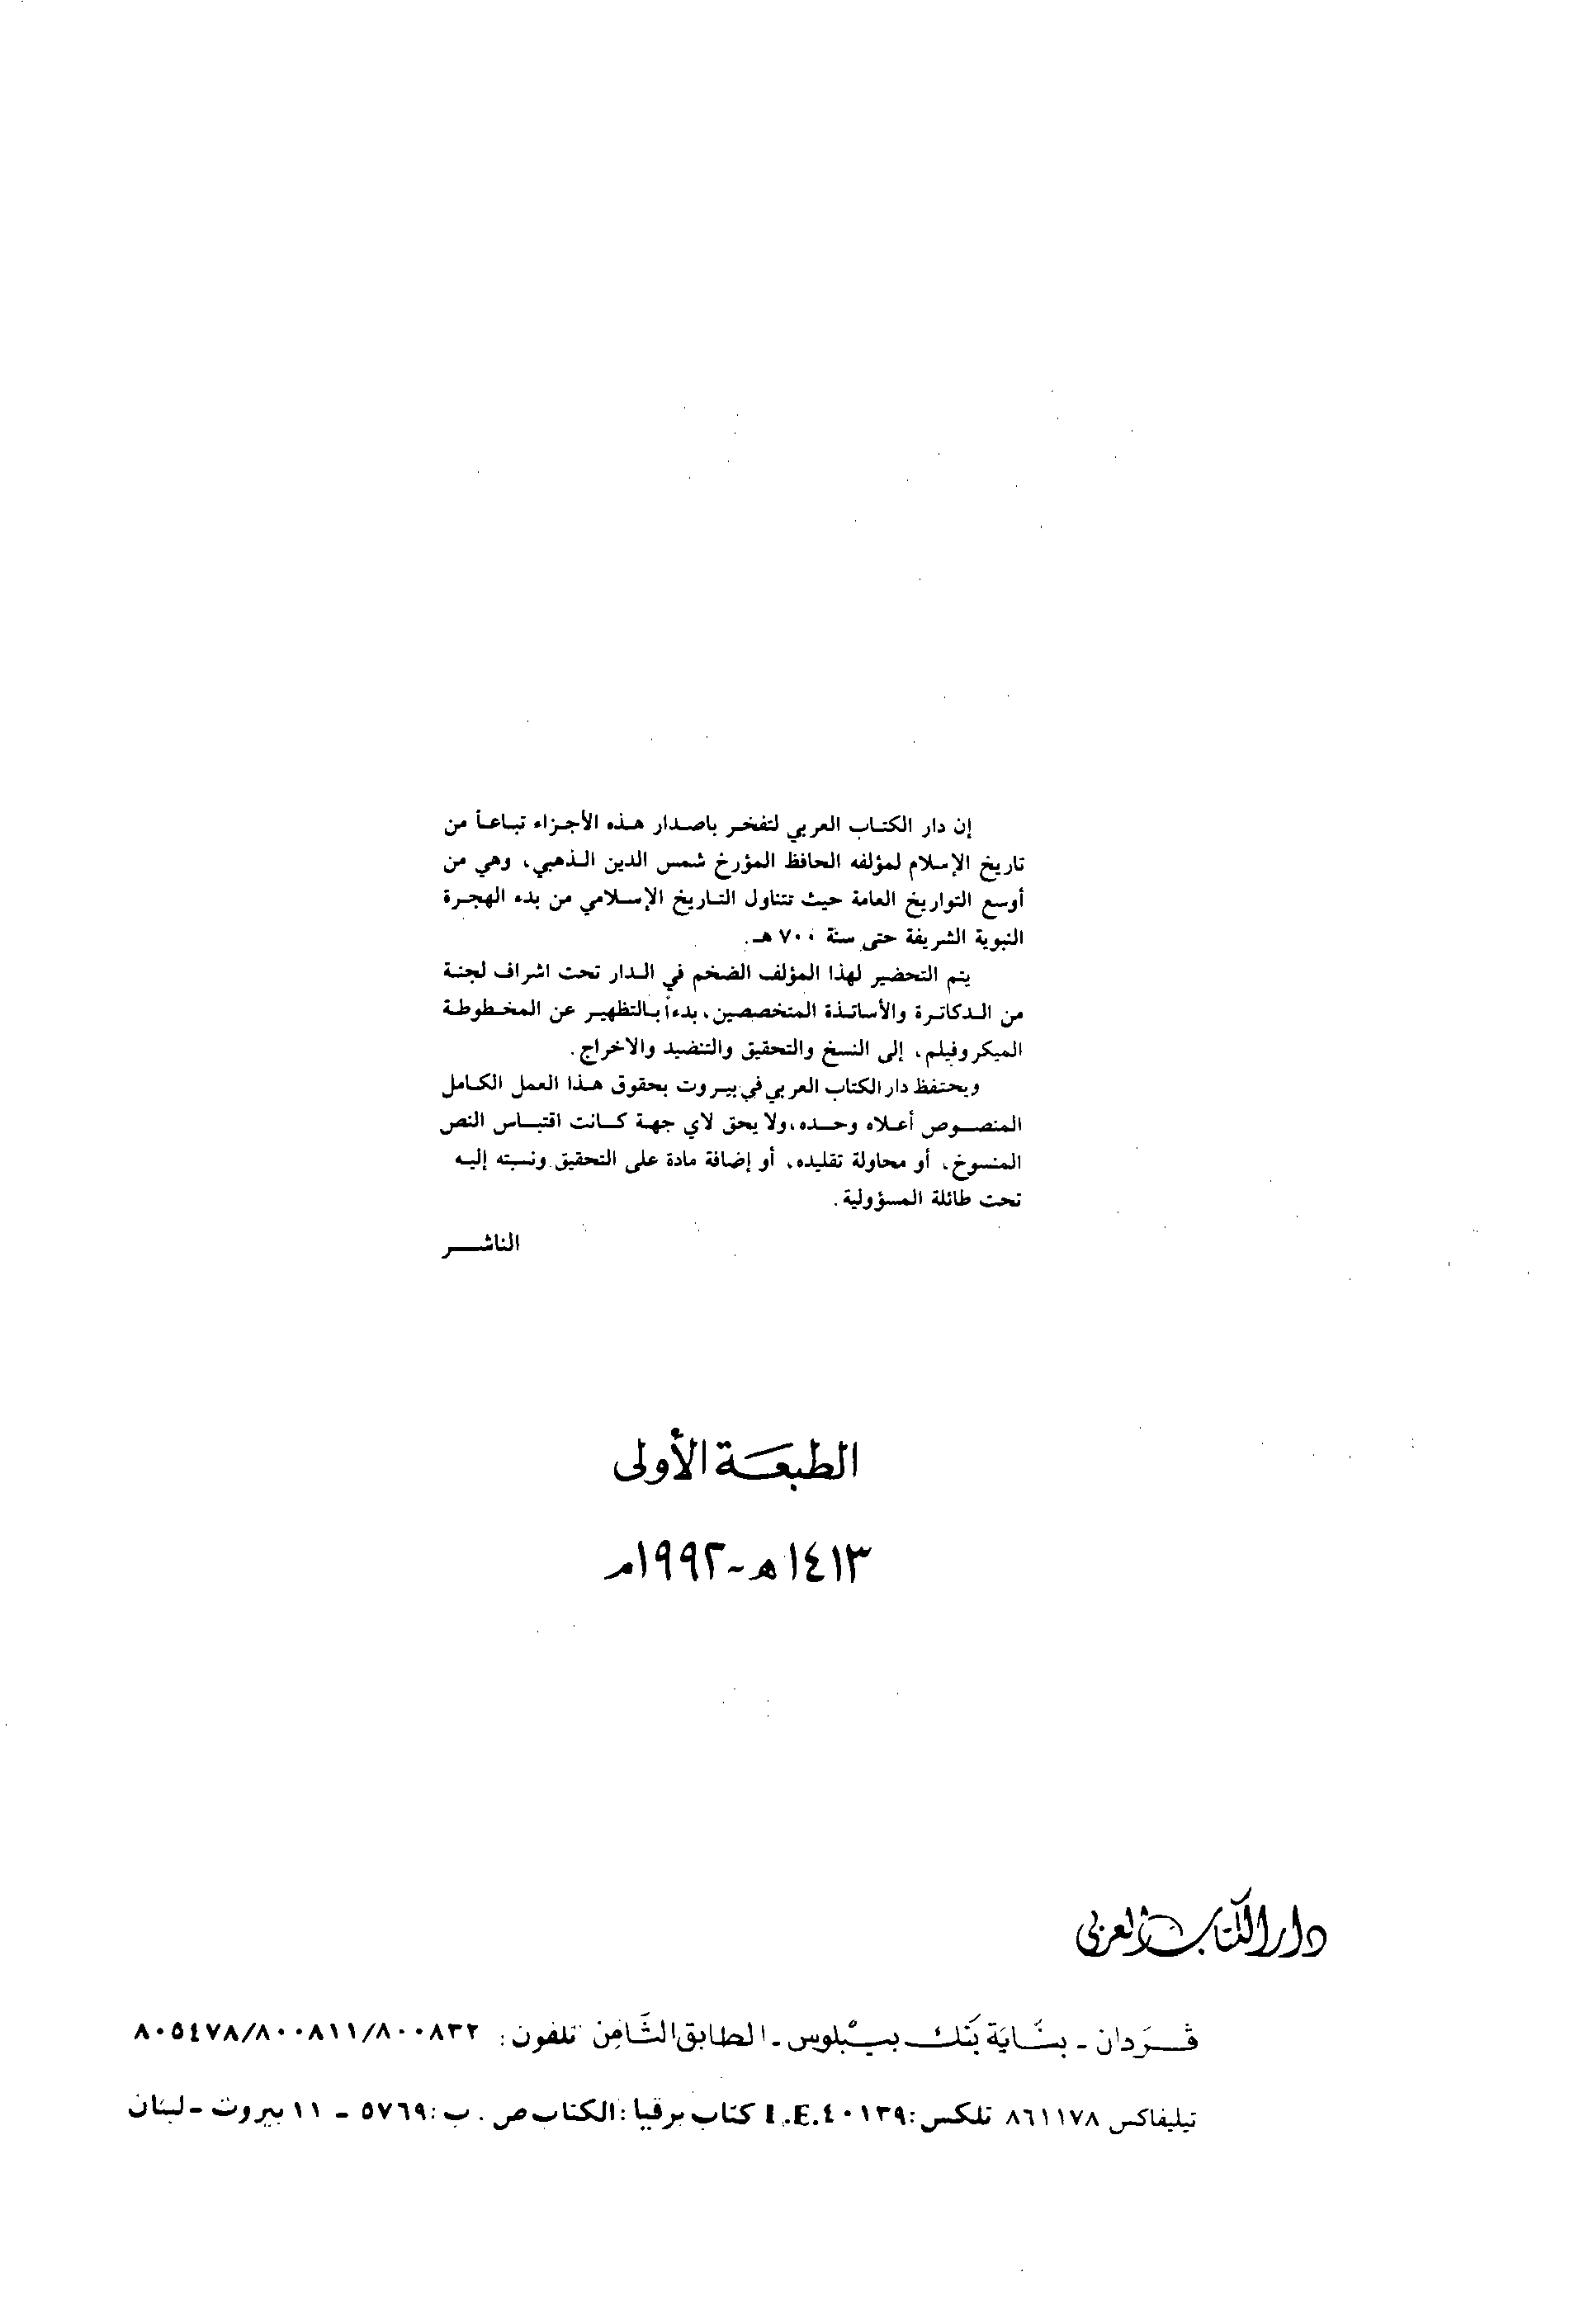 إن دار الكتاب العربي لتفخر باصدار هذه الأجزاء تباعاً من
تاريخ الإسلام لمؤلفه الحافظ المؤرخ شمس الدين الذهبي، وهي من
أوسع التواريخ العامة حيث تتناول التاريخ الإسلامي من بدء الهجرة
النبوية الشريفة حتى سنة ٧٠٠ هـ.
يتم التحضير لهذا المؤلف الضخم في الدار تحت اشراف لجنة
من الدكاترة والأساتذة المتخصصين، بدءاً بالتظهير عن المخطوطة
الميكروفيلم، إلى النسخ والتحقيق والتنضيد والاخراج.
ويحتفظ دار الكتاب العربي في بيروت بحقوق هذا العمل الكامل
المنصوص أعلاه وحده، ولا يحق لاي جهة كانت اقتباس النص
المنسوخ، أو محاولة تقليده، أو إضافة مادة على التحقيق ونسبته إليه
تحت طائلة المسؤولية.
الناشر
الطبعة الأولى
١٤١٣هـ - ١٩٩٢م
دار الكتاب العربي
ڤردان - بناية بنك بيبلوس - الطابق الثامن تلفون: ٨٠٥٤٧٨/٨٠٠٨١١/٨٠٠٨٣٢
تيليفاكس ٨٦١١٧٨ تلكس: ٤٠١٣٩ L.E. كتاب برقيا: الكتاب ص.ب: ٥٧٦٩ - ١١ بيروت - لبنان